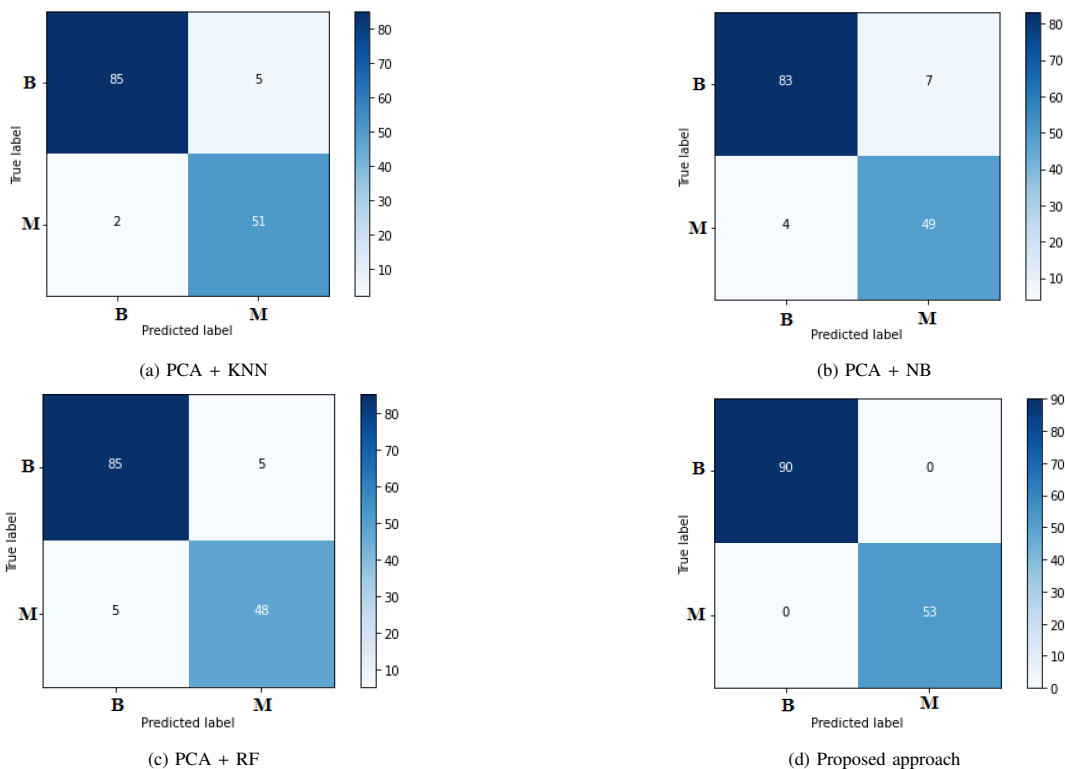 80
70
60
50
40
30
20
10
B
M
85 5
2 51
True label
B M
Predicted label
(a) PCA + KNN
80
70
60
50
40
30
20
10
B
M
83 7
4 49
True label
B M
Predicted label
(b) PCA + NB
80
70
60
50
40
30
20
10
B
M
85 5
5 48
True label
B M
Predicted label
(c) PCA + RF
90
80
70
60
50
40
30
20
10
0
B
M
90 0
0 53
True label
B M
Predicted label
(d) Proposed approach